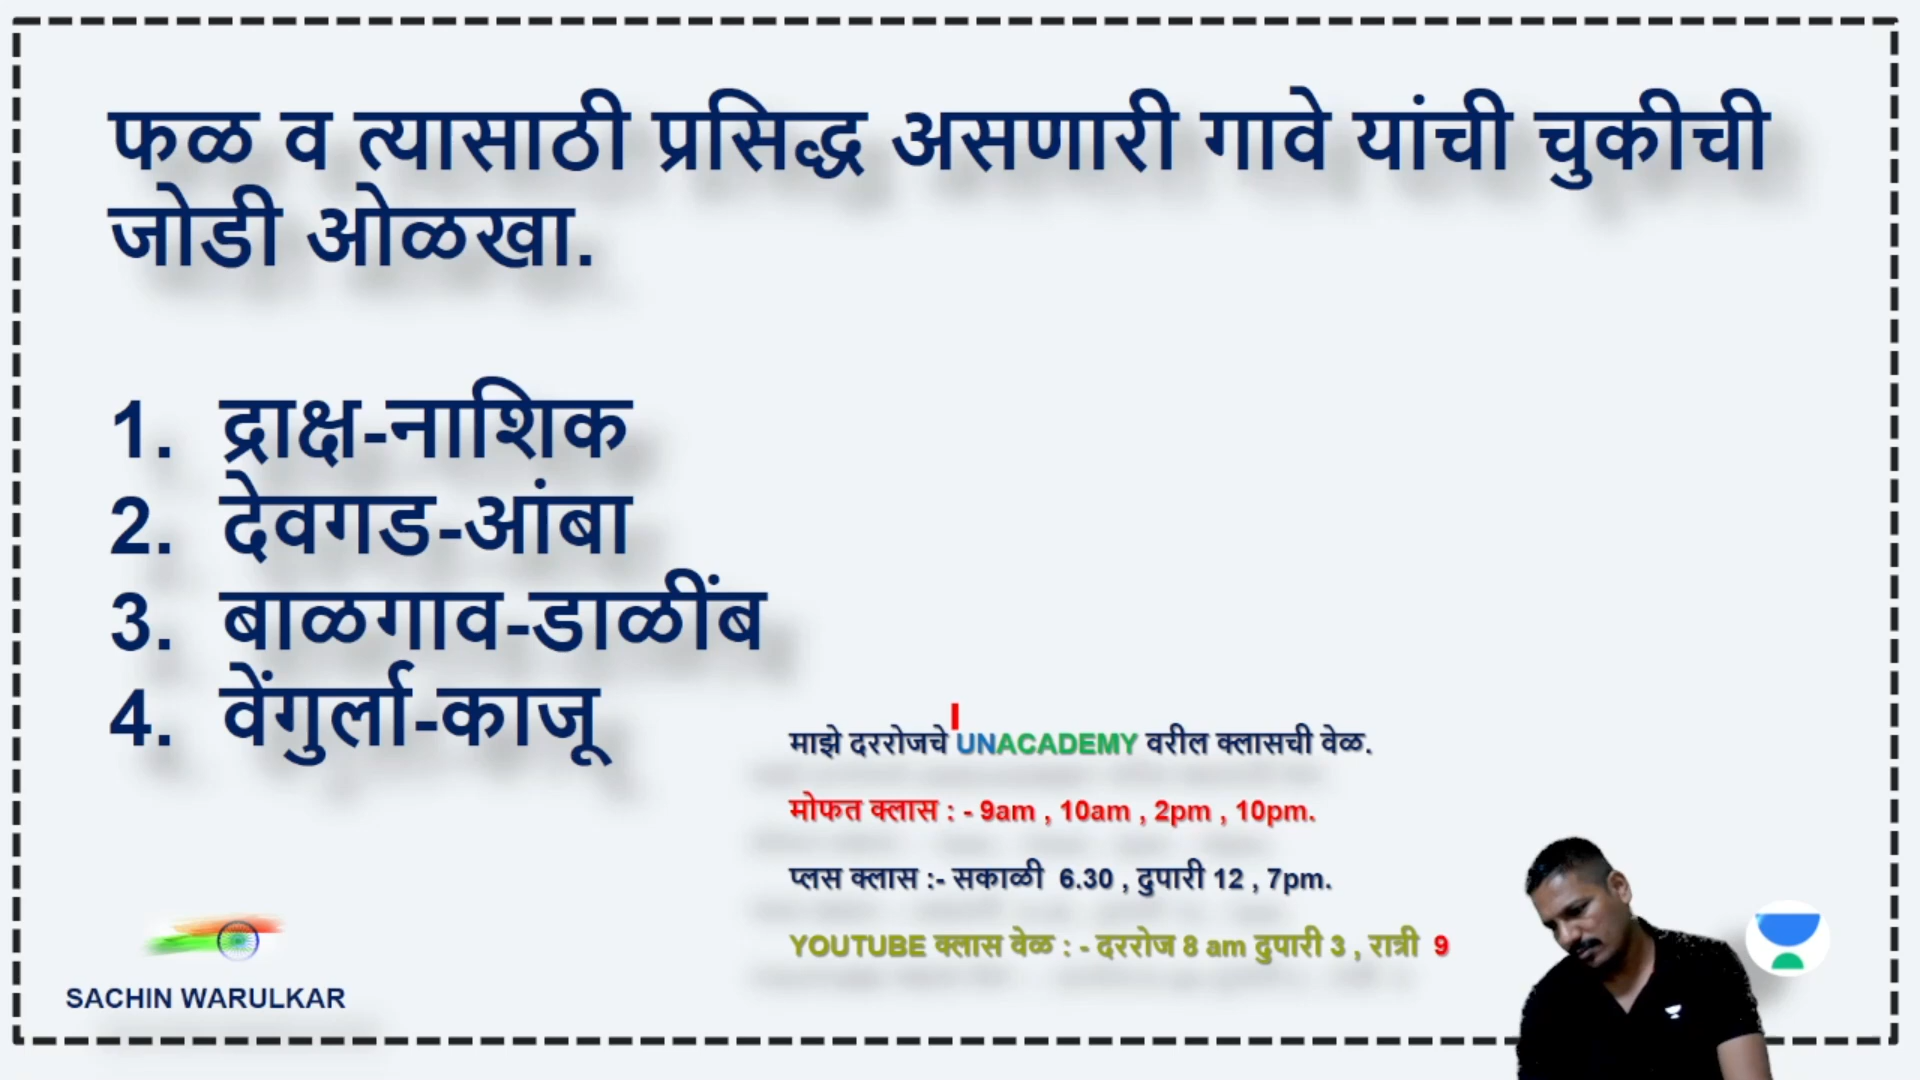 फळ व त्यासाठी प्रसिद्ध असणारी गावे यांची चुकीची
जोडी ओळखा.
1. द्राक्ष-नाशिक
2. देवगड-आंबा
3. बाळगाव-डाळींब
4. वेंगुर्ला-काजू
माझे दररोजचे UNACADEMY वरील क्लासची वेळ.
मोफत क्लास : - 9am , 10am , 2pm , 10pm.
प्लस क्लास :- सकाळी 6.30 , दुपारी 12 , 7pm.
YOUTUBE क्लास वेळ : - दररोज 8 am दुपारी 3 , रात्री 9
SACHIN WARULKAR